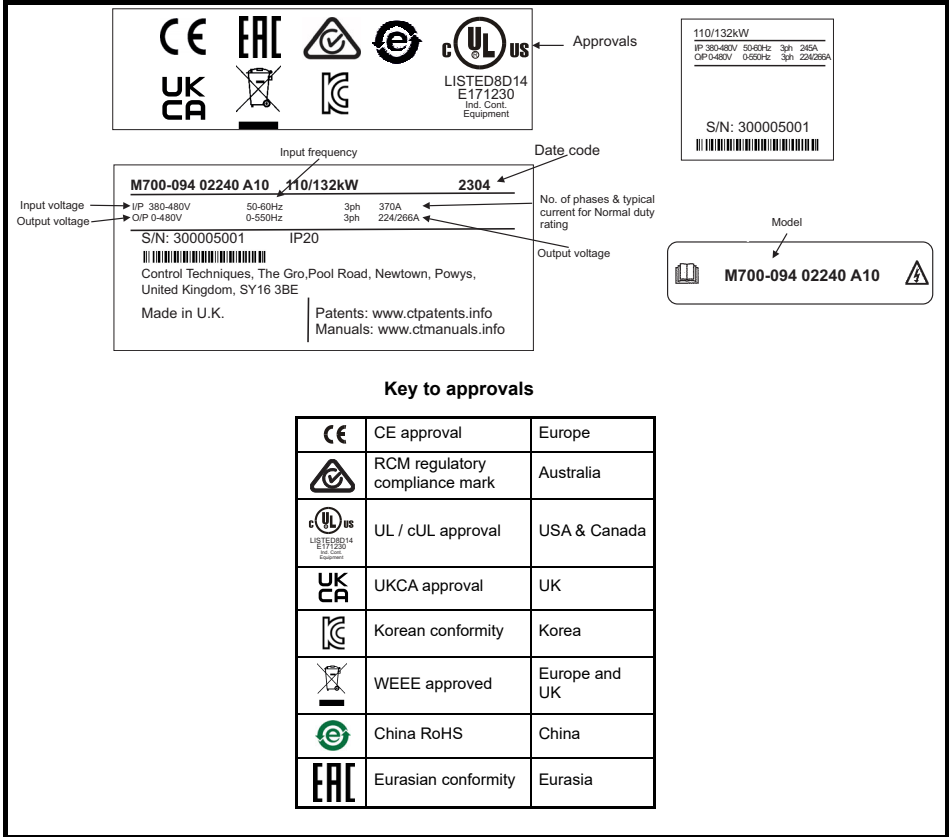 CE EAC e c UL US
Approvals
UK
CA
KC
LISTED8D14
E171230
Ind. Cont.
Equipment
110/132kW
I/P 380-480V 50-60Hz 3ph 245A
O/P0-480V 0-550Hz 3ph 224/266A
S/N: 300005001
Input frequency
Date code
M700-094 02240 A10 110/132kW 2304
Input voltage
I/P 380-480V 50-60Hz 3ph 370A
Output voltage
O/P 0-480V 0-550Hz 3ph 224/266A
No. of phases & typical
current for Normal duty
rating
Output voltage
S/N: 300005001 IP20
Control Techniques, The Gro,Pool Road, Newtown, Powys,
United Kingdom, SY16 3BE
Made in U.K.
Patents: www.ctpatents.info
Manuals: www.ctmanuals.info
Model
M700-094 02240 A10
Key to approvals
CE CE approval Europe
RCM regulatory
compliance mark
Australia
c UL US
LISTED8D14
E171230
Ind. Cont.
Equipment
UL / cUL approval USA & Canada
UK
CA
UKCA approval UK
KC Korean conformity Korea
WEEE approved Europe and
UK
e China RoHS China
EAC Eurasian conformity Eurasia